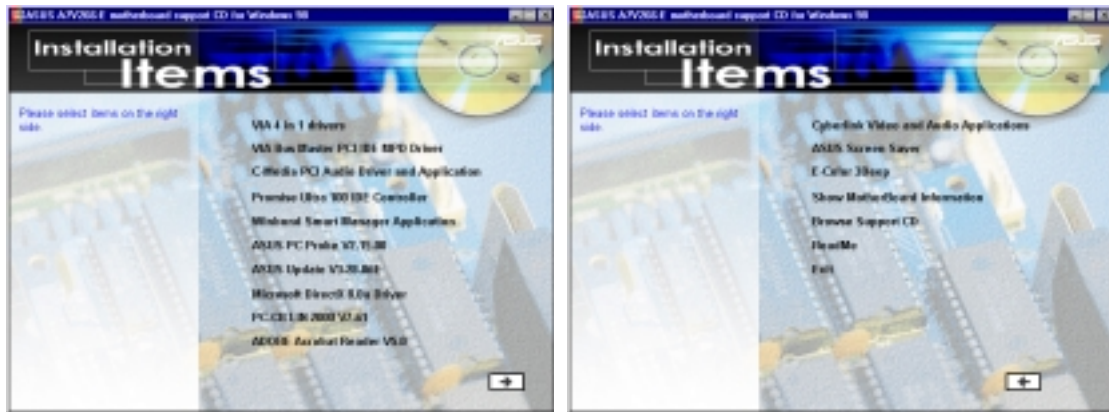 ASUS A7V266-E motherboard support CD for Windows 98
Installation
Items
ASUS
Please select items on the right
side.
VIA 4 in 1 drivers
VIA Bus Master PCI IDE MPD Driver
C-Media PCI Audio Driver and Application
Promise Ultra 100 IDE Controller
Winbond Smart Manager Application
ASUS PC Probe V2.15.00
ASUS Update
Microsoft DirectX 8.0a Driver
PC-CILLIN 2000 V7.61
ADOBE Acrobat Reader V5.0
ASUS A7V266-E motherboard support CD for Windows 98
Installation
Items
ASUS
Please select items on the right
side.
Cyberlink Video and Audio Applications
ASUS Screen Saver
E-Color 3Deep
Show MotherBoard Information
Browse Support CD
ReadMe
Exit